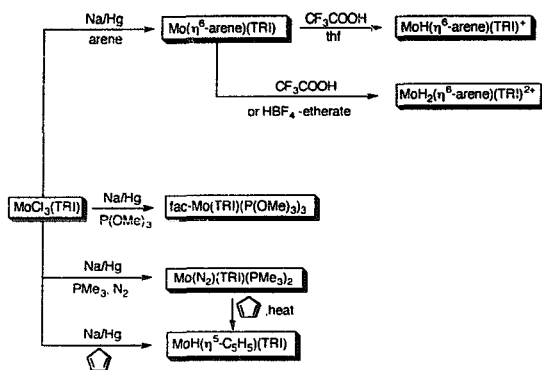 Na/Hg
arene
Mo(η⁶-arene)(TRI)
CF₃COOH
thf
MoH(η⁶-arene)(TRI)⁺
CF₃COOH
or HBF₄-etherate
MoH₂(η⁶-arene)(TRI)²⁺
MoCl₃(TRI)
Na/Hg
P(OMe)₃
fac-Mo(TRI)(P(OMe)₃)₃
Na/Hg
PMe₃, N₂
Mo(N₂)(TRI)(PMe₃)₂
,heat
Na/Hg
MoH(η⁵-C₅H₅)(TRI)